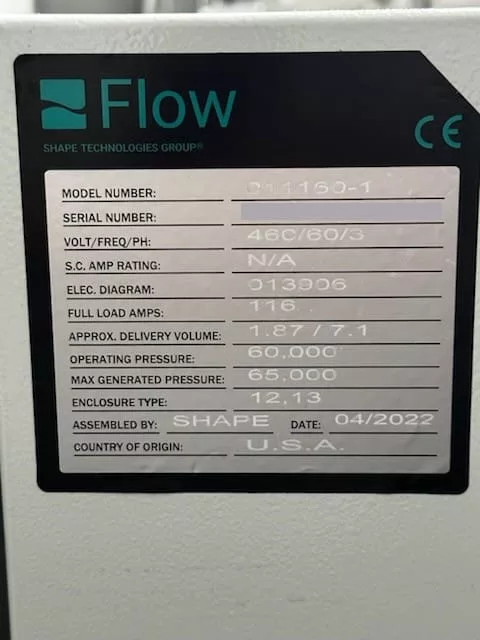 Flow
SHAPE TECHNOLOGIES GROUP®
CE
MODEL NUMBER: 011150-1
SERIAL NUMBER:
VOLT/FREQ/PH: 460/60/3
S.C. AMP RATING: N/A
ELEC. DIAGRAM: 013906
FULL LOAD AMPS: 116
APPROX. DELIVERY VOLUME: 1.87 / 7.1
OPERATING PRESSURE: 60,000
MAX GENERATED PRESSURE: 65,000
ENCLOSURE TYPE: 12,13
ASSEMBLED BY: SHAPE DATE: 04/2022
COUNTRY OF ORIGIN: U.S.A.